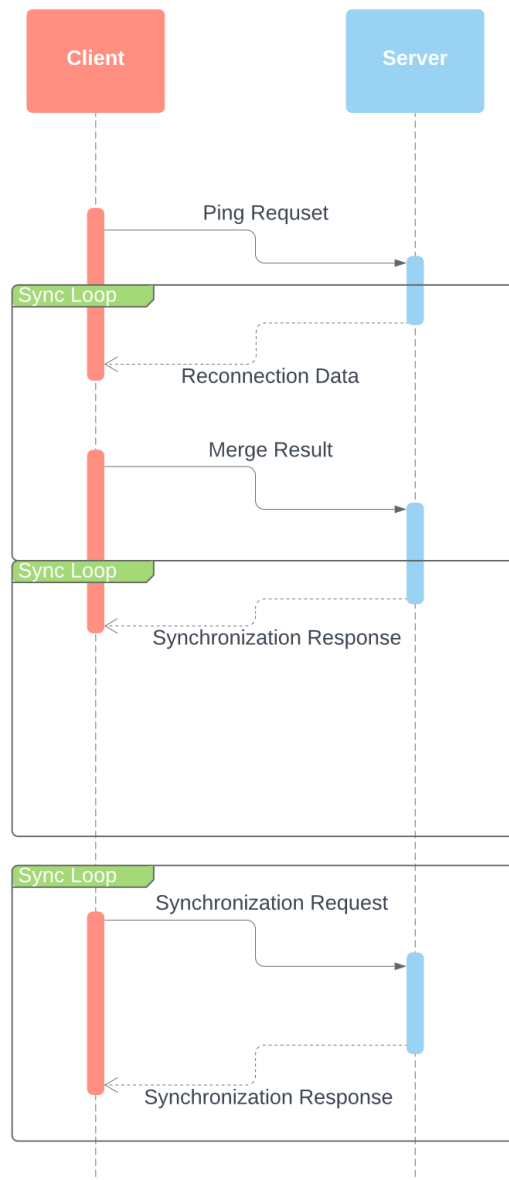 Client
Server
Ping Requset
Sync Loop
Reconnection Data
Merge Result
Sync Loop
Synchronization Response
Sync Loop
Synchronization Request
Synchronization Response